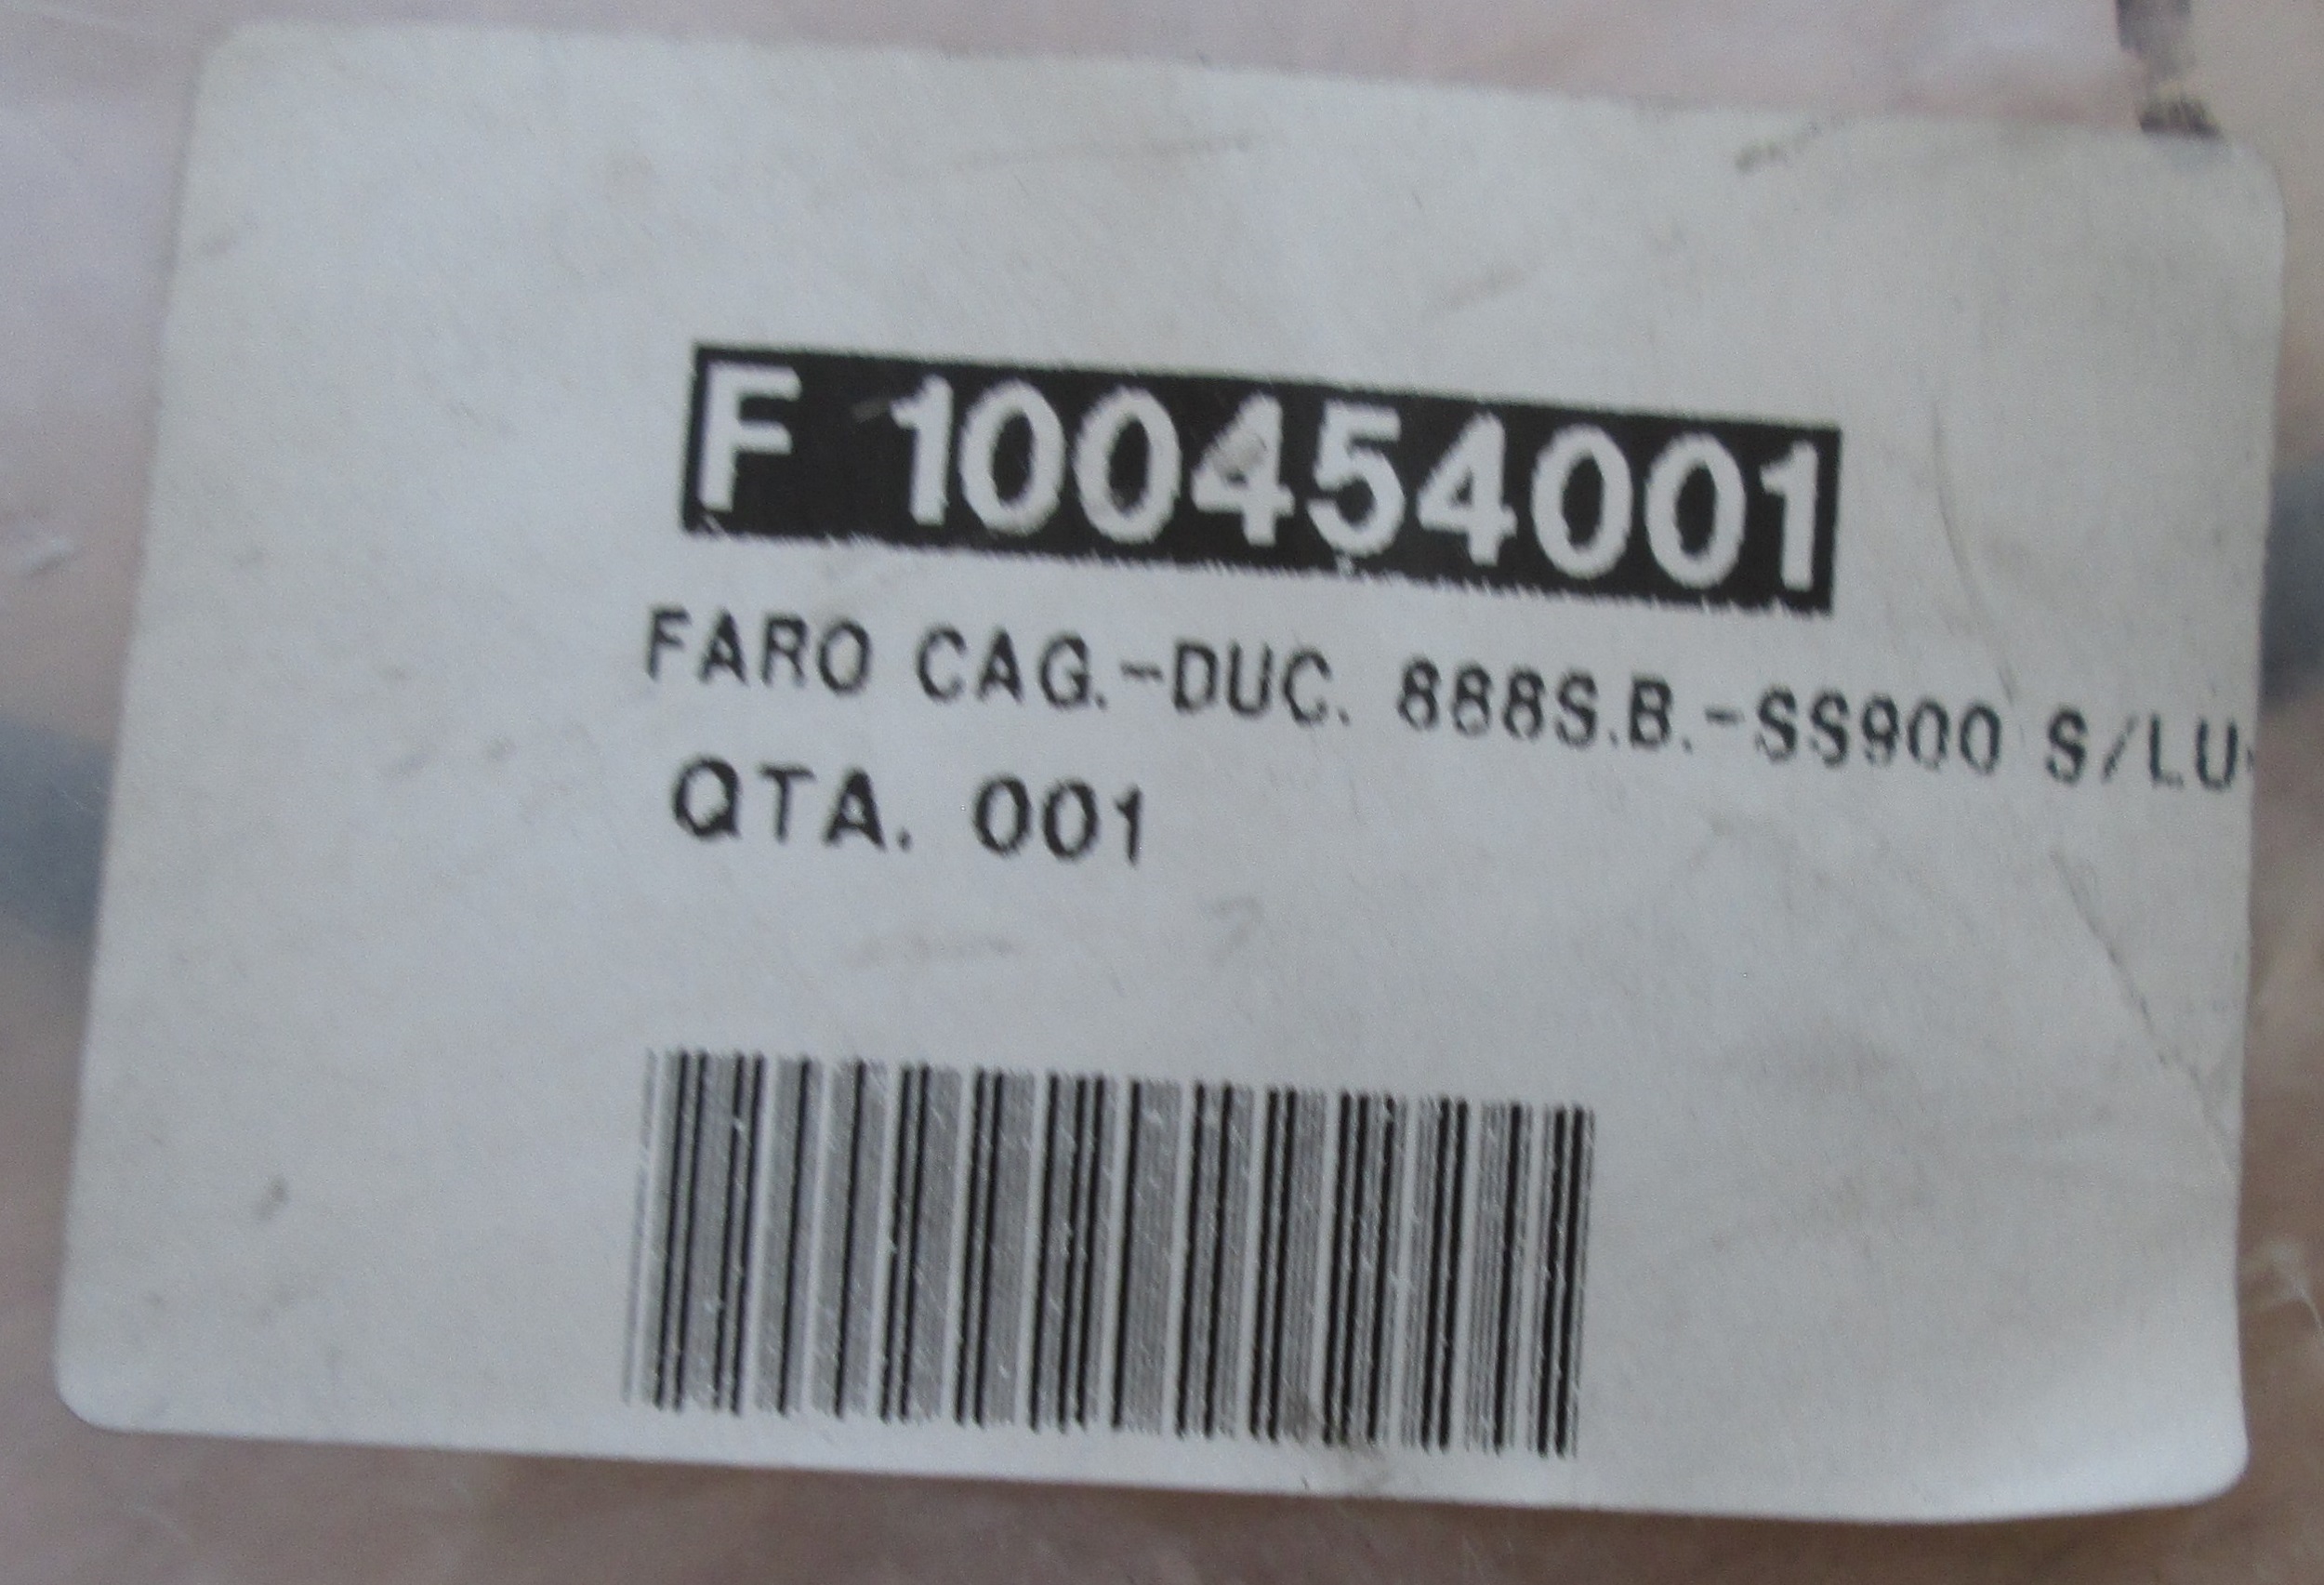 F 100454001
FARO CAG.-DUC. 888S.B.-SS900 S/LU
QTA. 001